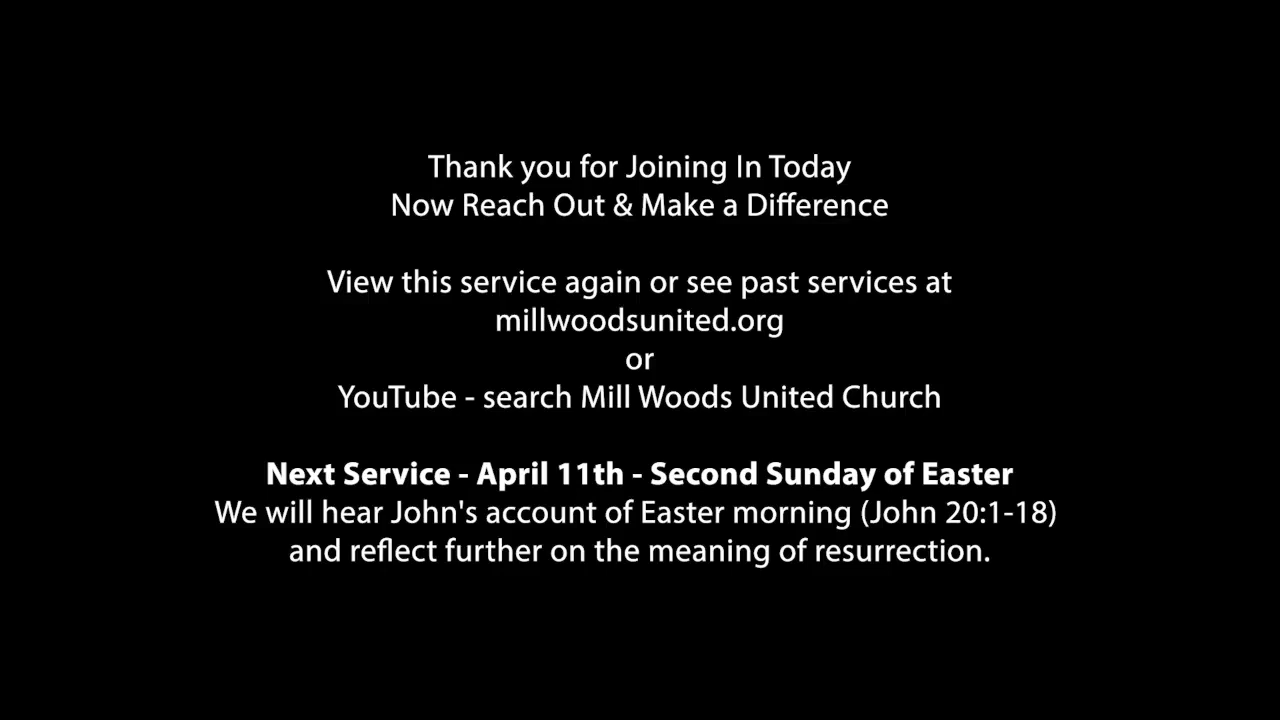 Thank you for Joining In Today
Now Reach Out & Make a Difference
View this service again or see past services at
millwoodsunited.org
or
YouTube - search Mill Woods United Church
Next Service - April 11th - Second Sunday of Easter
We will hear John's account of Easter morning (John 20:1-18)
and reflect further on the meaning of resurrection.